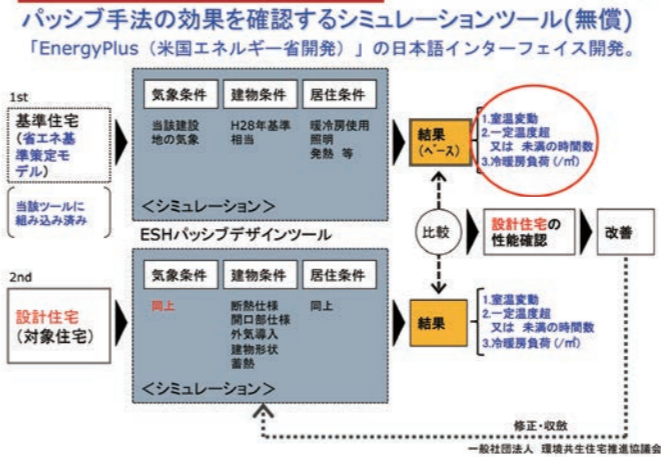 パッシブ手法の効果を確認するシミュレーションツール(無償)
「EnergyPlus（米国エネルギー省開発）」の日本語インターフェイス開発。
1st
基準住宅
(省エネ基
準策定モ
デル)
当該ツールに
組み込み済み
気象条件
建物条件
居住条件
当該建設
地の気象
H28年基準
相当
暖冷房使用
照明
発熱 等
＜シミュレーション＞
結果
(ベース)
1.室温変動
2.一定温度超
又は 未満の時間数
3.冷暖房負荷(/㎡)
ESHパッシブデザインツール
比較
設計住宅の
性能確認
改善
2nd
設計住宅
(対象住宅)
気象条件
建物条件
居住条件
同上
断熱仕様
開口部仕様
外気導入
建物形状
蓄熱
同上
＜シミュレーション＞
結果
1.室温変動
2.一定温度超
又は 未満の時間数
3.冷暖房負荷(/㎡)
修正・収斂
一般社団法人 環境共生住宅推進協議会